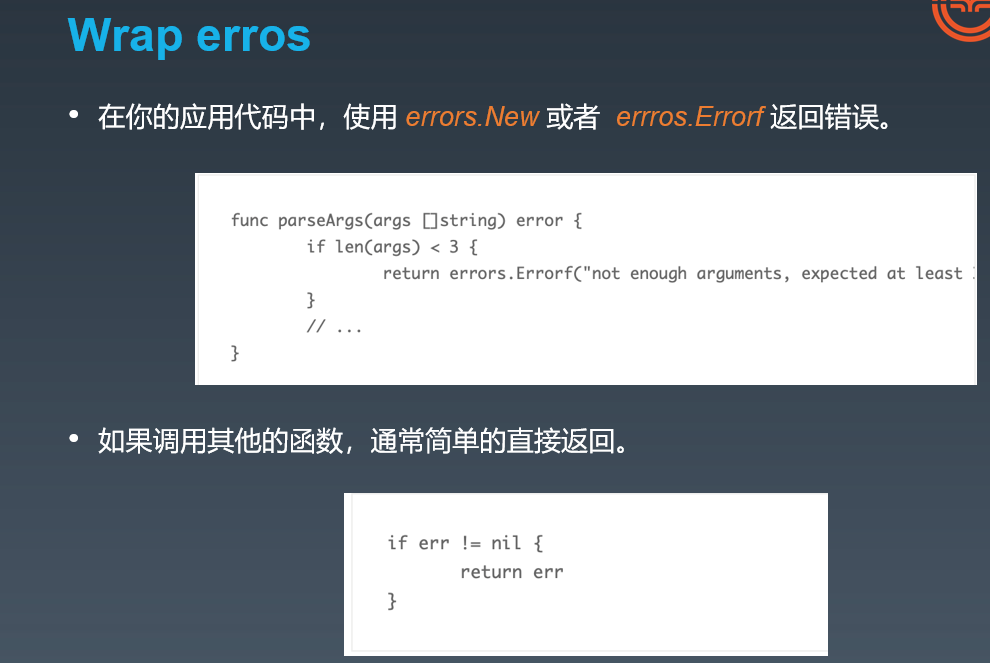 Wrap erros
• 在你的应用代码中，使用 errors.New 或者 errros.Errorf 返回错误。
func parseArgs(args []string) error {
if len(args) < 3 {
return errors.Errorf("not enough arguments, expected at least
}
// ...
}
• 如果调用其他的函数，通常简单的直接返回。
if err != nil {
return err
}